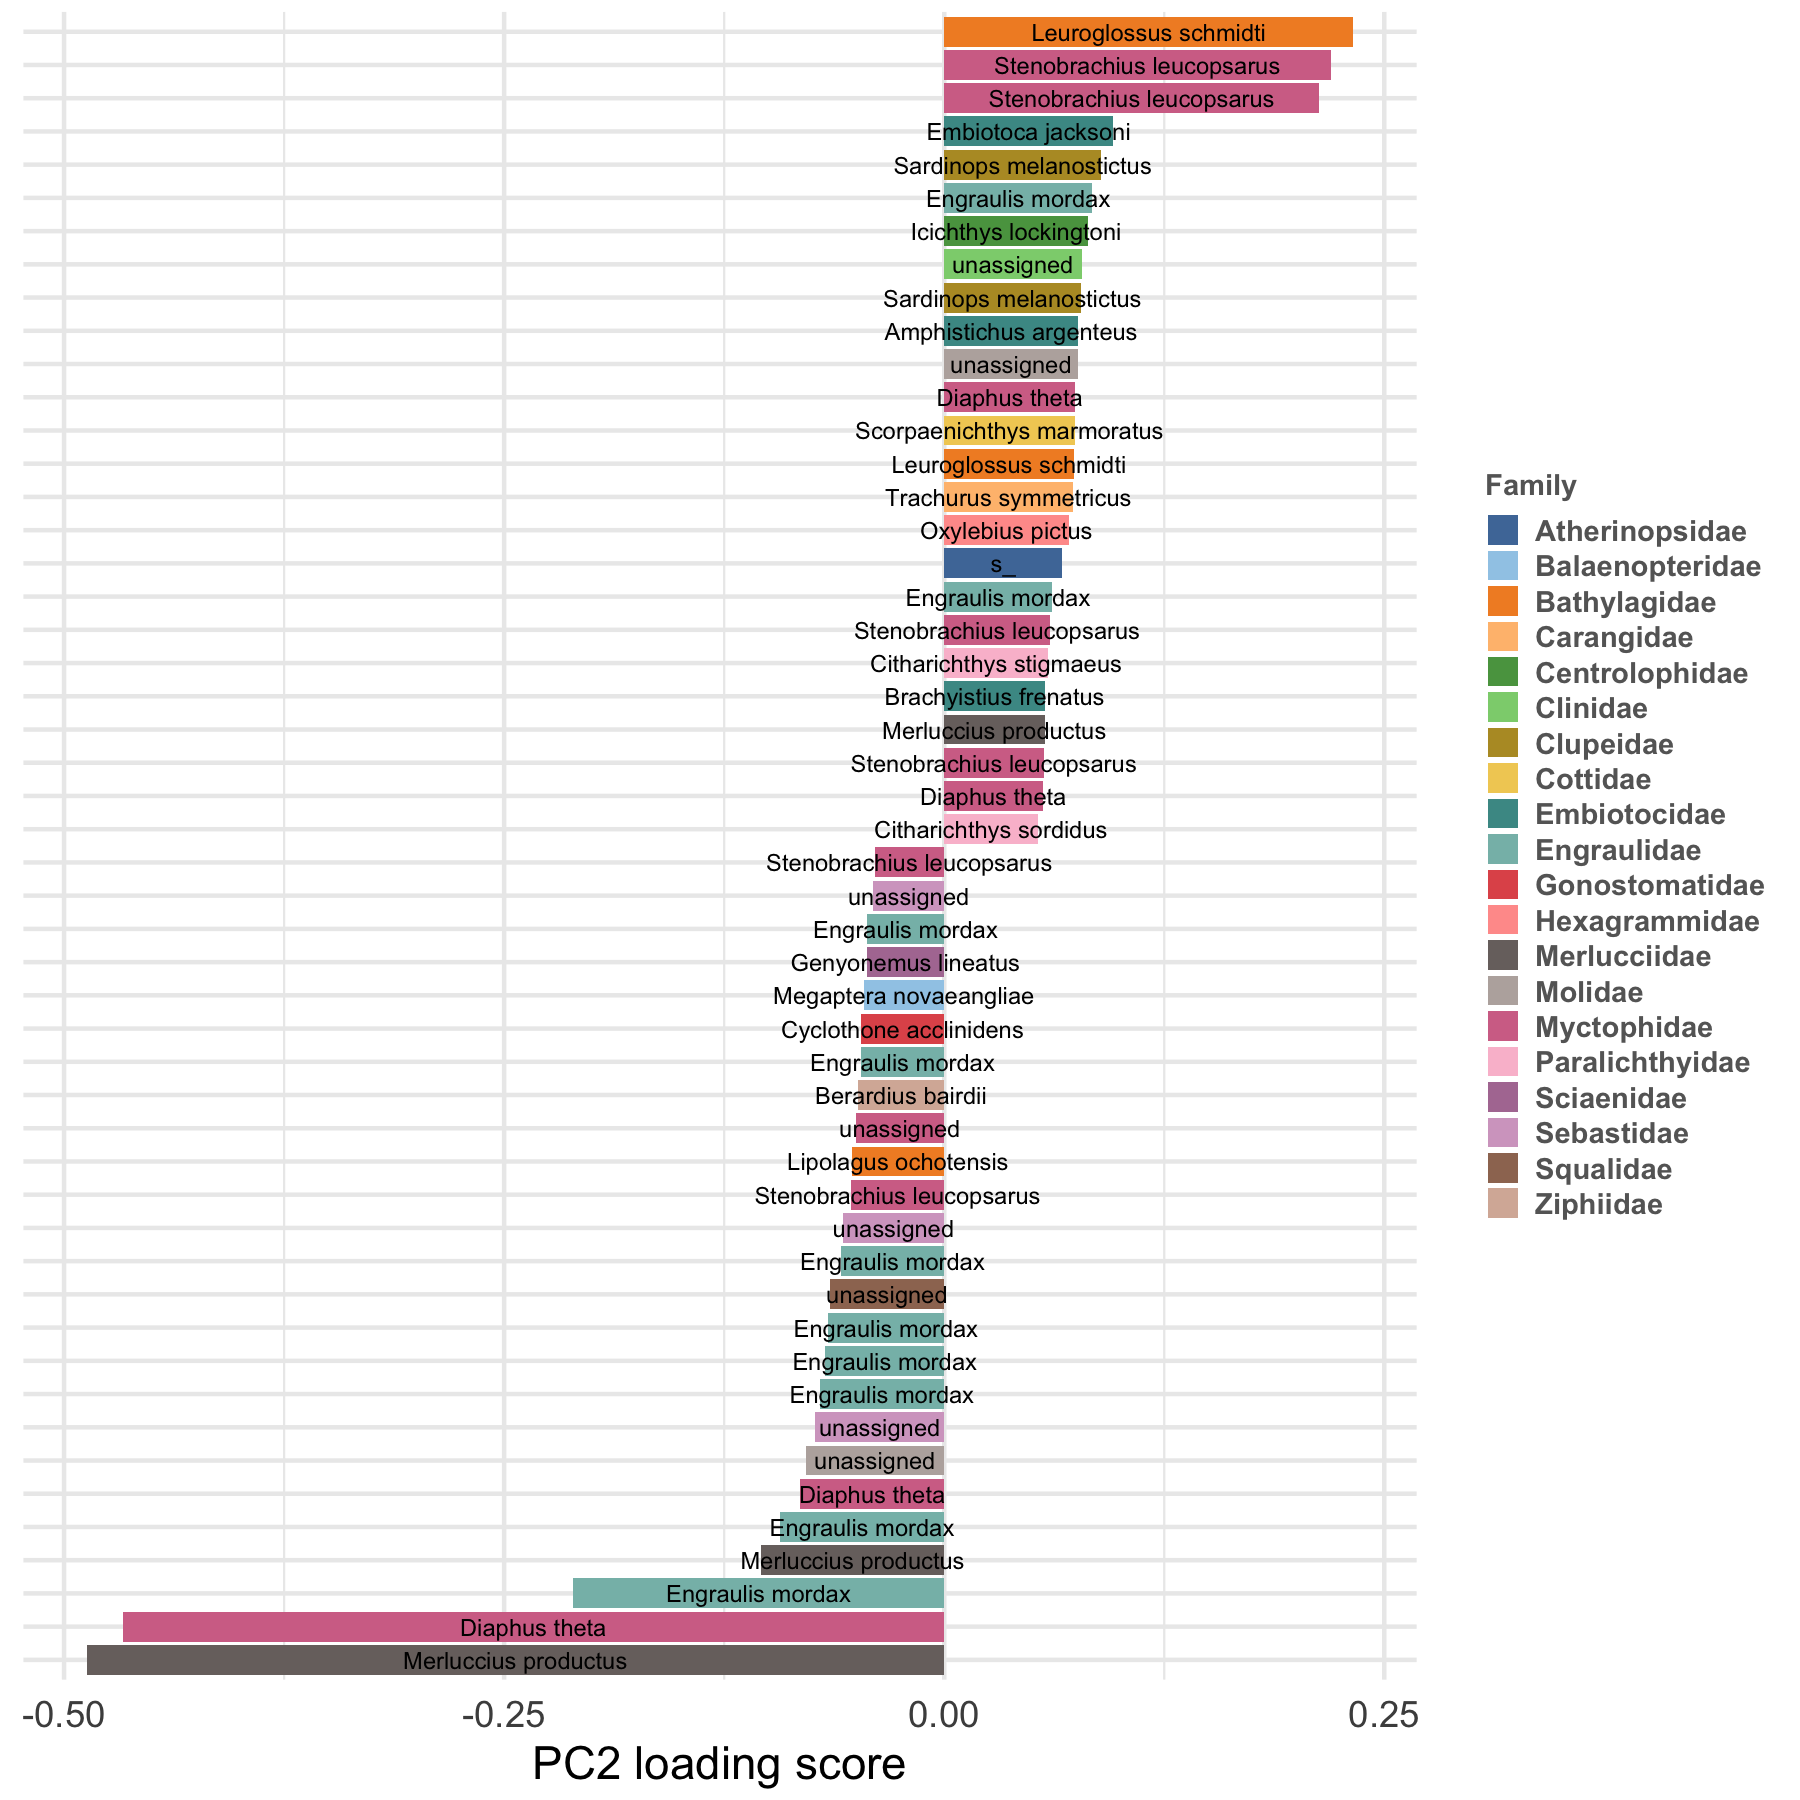 Leuroglossus schmidti
Stenobrachius leucopsarus
Stenobrachius leucopsarus
Embiotoca jacksoni
Sardinops melanostictus
Engraulis mordax
Icichthys lockingtoni
unassigned
Sardinops melanostictus
Amphistichus argenteus
unassigned
Diaphus theta
Scorpaenichthys marmoratus
Leuroglossus schmidti
Trachurus symmetricus
Oxylebius pictus
s_
Engraulis mordax
Stenobrachius leucopsarus
Citharichthys stigmaeus
Brachyistius frenatus
Merluccius productus
Stenobrachius leucopsarus
Diaphus theta
Citharichthys sordidus
Stenobrachius leucopsarus
unassigned
Engraulis mordax
Genyonemus lineatus
Megaptera novaeangliae
Cyclothone acclinidens
Engraulis mordax
Berardius bairdii
unassigned
Lipolagus ochotensis
Stenobrachius leucopsarus
unassigned
Engraulis mordax
unassigned
Engraulis mordax
Engraulis mordax
Engraulis mordax
unassigned
unassigned
Diaphus theta
Engraulis mordax
Merluccius productus
Engraulis mordax
Diaphus theta
Merluccius productus
-0.50 -0.25 0.00 0.25
PC2 loading score
Family
Atherinopsidae
Balaenopteridae
Bathylagidae
Carangidae
Centrolophidae
Clinidae
Clupeidae
Cottidae
Embiotocidae
Engraulidae
Gonostomatidae
Hexagrammidae
Merlucciidae
Molidae
Myctophidae
Paralichthyidae
Sciaenidae
Sebastidae
Squalidae
Ziphiidae